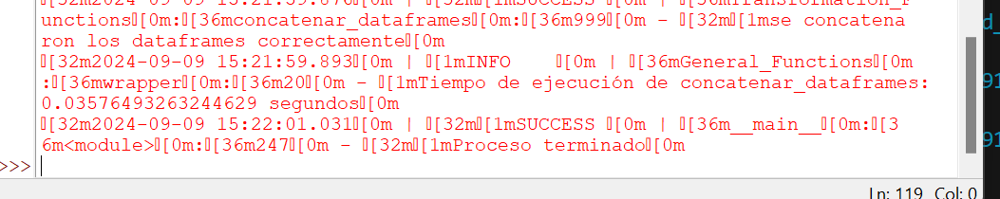 unctions▯[0m:▯[36mconcatenar_dataframes▯[0m:▯[36m999▯[0m - ▯[32m▯[1mse concatena
ron los dataframes correctamente▯[0m
▯[32m2024-09-09 15:21:59.893▯[0m | ▯[1mINFO    ▯[0m | ▯[36mGeneral_Functions▯[0m
:▯[36mwrapper▯[0m:▯[36m20▯[0m - ▯[1mTiempo de ejecución de concatenar_dataframes:
0.03576493263244629 segundos▯[0m
▯[32m2024-09-09 15:22:01.031▯[0m | ▯[32m▯[1mSUCCESS ▯[0m | ▯[36m__main__▯[0m:▯[3
6m<module>▯[0m:▯[36m247▯[0m - ▯[32m▯[1mProceso terminado▯[0m
>>>
Ln: 119 Col: 0